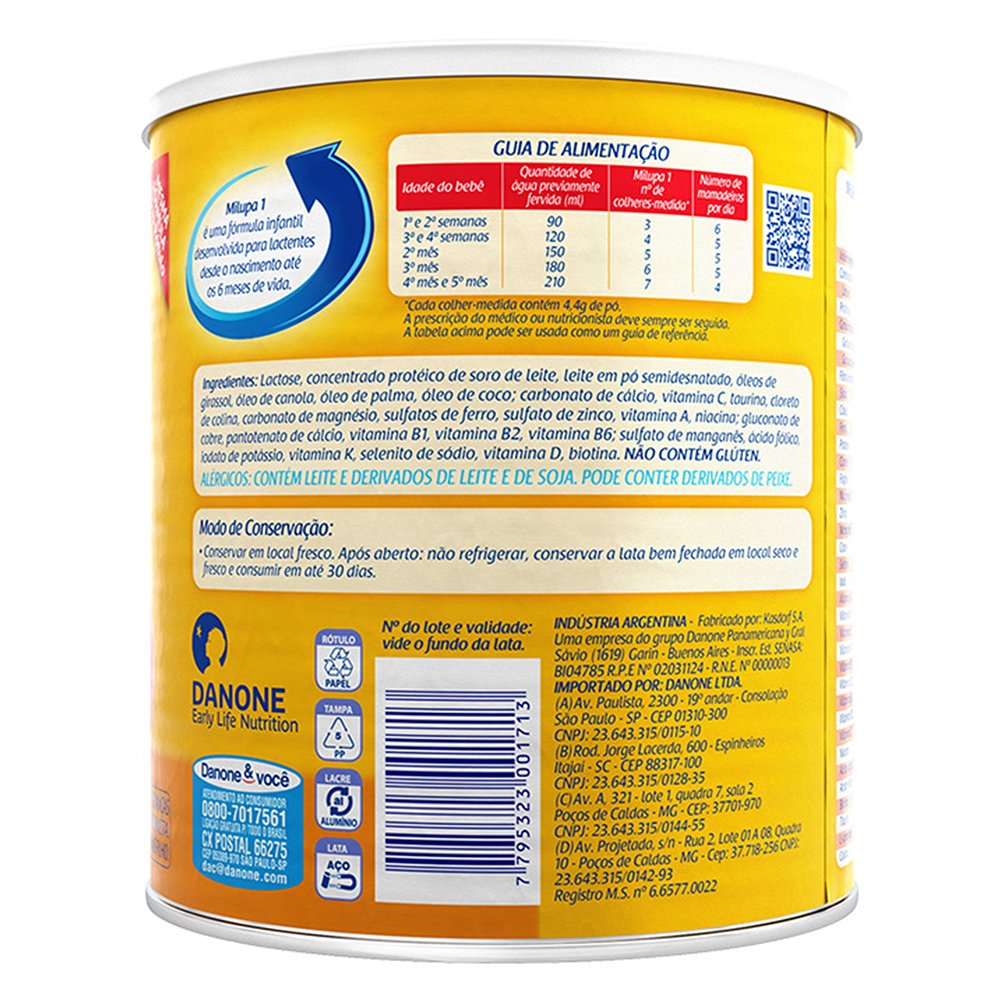 Milupa 1
é uma fórmula infantil
desenvolvida para lactentes
desde o nascimento até
os 6 meses de vida.
GUIA DE ALIMENTAÇÃO
Idade do bebê
Quantidade de água previamente fervida (ml)
Milupa 1 nº de colheres-medida*
Número de mamadeiras por dia
1ª e 2ª semanas 90 3 6
3ª e 4ª semanas 120 4 5
2º mês 150 5 5
3º mês 180 6 5
4º mês e 5º mês 210 7 4
*Cada colher-medida contém 4,4g de pó.
A prescrição do médico ou nutricionista deve sempre ser seguida.
A tabela acima pode ser usada como um guia de referência.
Ingredientes: Lactose, concentrado protéico de soro de leite, leite em pó semidesnatado, óleos de
girassol, óleo de canola, óleo de palma, óleo de coco; carbonato de cálcio, vitamina C, taurina, cloreto
de colina, carbonato de magnésio, sulfatos de ferro, sulfato de zinco, vitamina A, niacina; gluconato de
cobre, pantotenato de cálcio, vitamina B1, vitamina B2, vitamina B6; sulfato de manganês, ácido fólico,
iodato de potássio, vitamina K, selenito de sódio, vitamina D, biotina. NÃO CONTÉM GLÚTEN.
ALÉRGICOS: CONTÉM LEITE E DERIVADOS DE LEITE E DE SOJA. PODE CONTER DERIVADOS DE PEIXE.
Modo de Conservação:
• Conservar em local fresco. Após aberto: não refrigerar, conservar a lata bem fechada em local seco e
fresco e consumir em até 30 dias.
DANONE
Early Life Nutrition
Danone & você
ATENDIMENTO AO CONSUMIDOR
0800-7017561
LIGAÇÃO GRATUITA P/ TODO O BRASIL
CX POSTAL 66275
CEP 05389-970 SÃO PAULO-SP
dac@danone.com
RÓTULO
PAPEL
TAMPA
5
PP
LACRE
al
ALUMÍNIO
LATA
AÇO
Nº do lote e validade:
vide o fundo da lata.
7 795323 001713
INDÚSTRIA ARGENTINA - Fabricado por: Kasdorf S.A.
Uma empresa do grupo Danone Panamericana y Gral
Sávio (1619) Garin - Buenos Aires - Inscr. Est. SENASA:
BI04785 R.P.E Nº 02031124 - R.N.E. Nº 00000013
IMPORTADO POR: DANONE LTDA.
(A) Av. Paulista, 2300 - 19º andar - Consolação
São Paulo - SP - CEP 01310-300
CNPJ: 23.643.315/0115-10
(B) Rod. Jorge Lacerda, 600 - Espinheiros
Itajaí - SC - CEP 88317-100
CNPJ: 23.643.315/0128-35
(C) Av. A, 321 - lote 1, quadra 7, sala 2
Poços de Caldas - MG - CEP: 37701-970
CNPJ: 23.643.315/0144-55
(D) Av. Projetada, s/n - Rua 2, Lote 01 A 08, Quadra
10 - Poços de Caldas - MG - Cep: 37.718-256 CNPJ:
23.643.315/0142-93
Registro M.S. nº 6.6577.0022